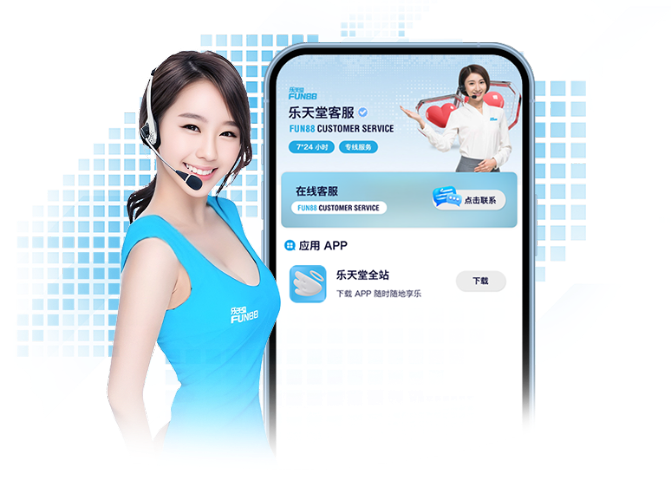 乐天堂
FUN88
乐天堂客服
FUN88 CUSTOMER SERVICE
7*24 小时
专线服务
在线客服
FUN88 CUSTOMER SERVICE
点击联系
应用 APP
乐天堂全站
下载 APP 随时随地享乐
下载
乐天堂
FUN88